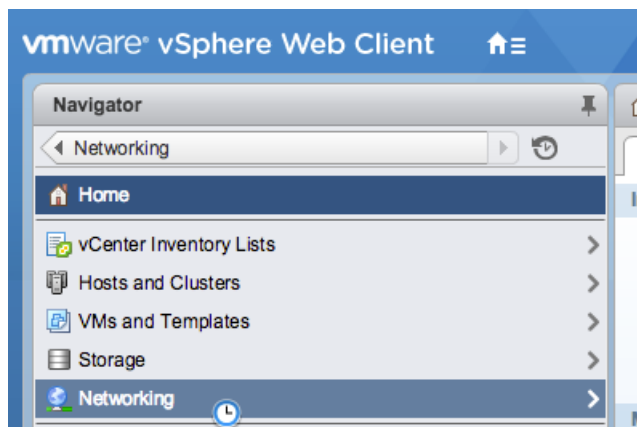 vmware® vSphere Web Client
Navigator
Networking
Home
vCenter Inventory Lists
Hosts and Clusters
VMs and Templates
Storage
Networking